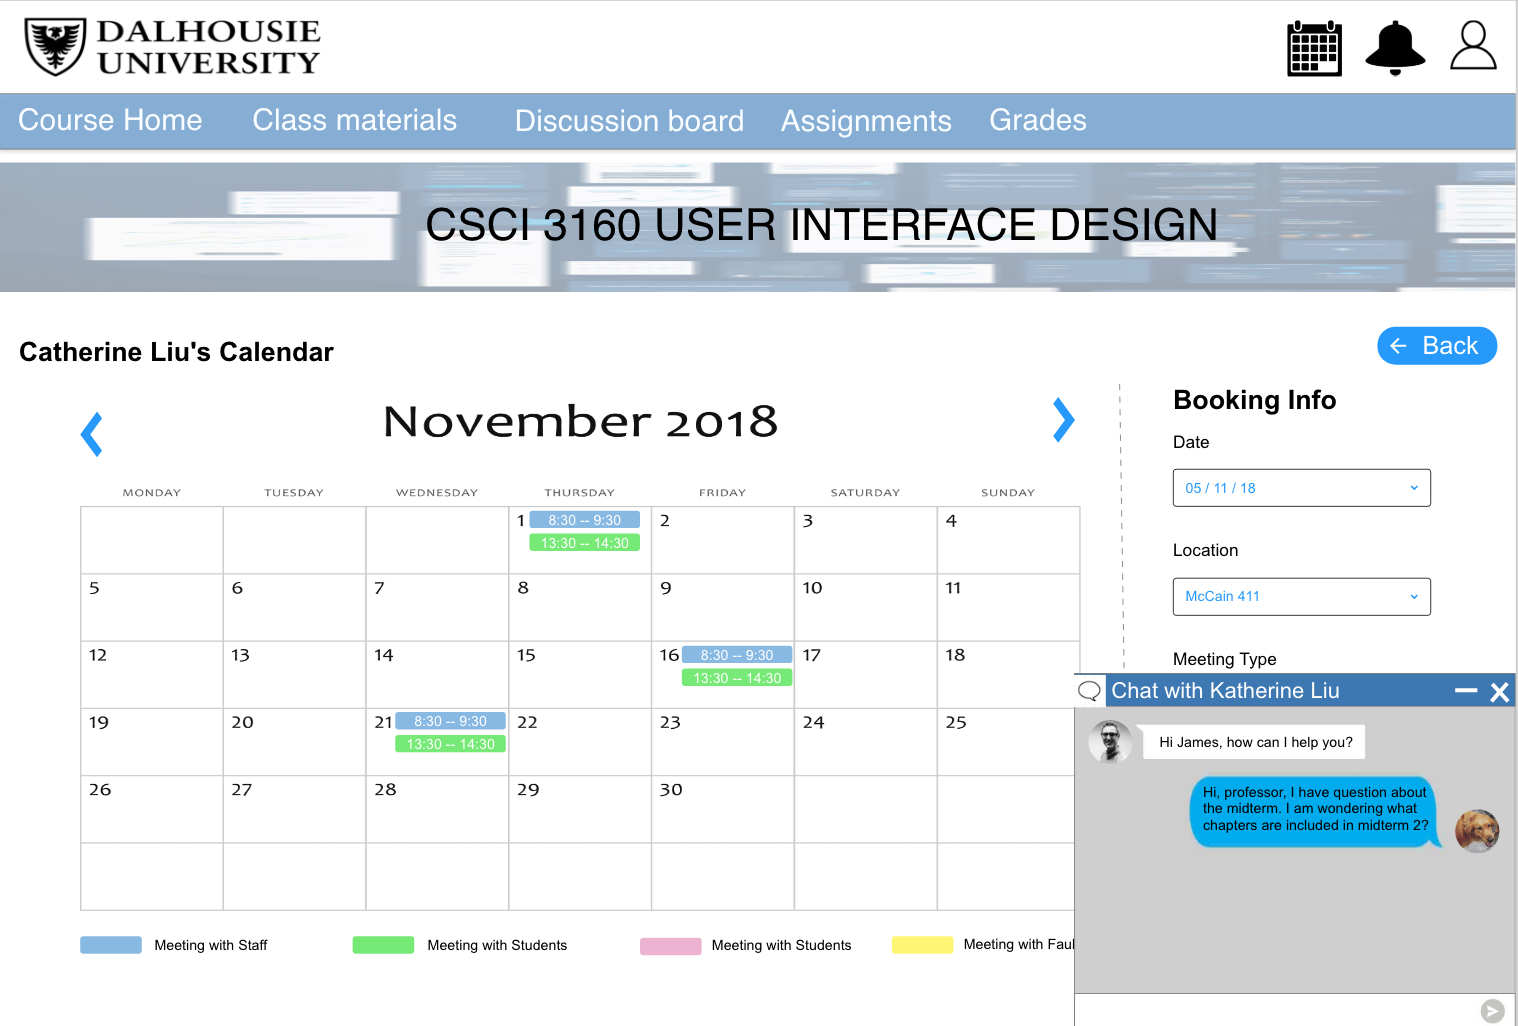 DALHOUSIE
UNIVERSITY
Course Home Class materials Discussion board Assignments Grades
CSCI 3160 USER INTERFACE DESIGN
Catherine Liu's Calendar
Back
November 2018
MONDAY TUESDAY WEDNESDAY THURSDAY FRIDAY SATURDAY SUNDAY
1 8:30 -- 9:30 2 3 4
13:30 -- 14:30
5 6 7 8 9 10 11
12 13 14 15 16 8:30 -- 9:30 17 18
13:30 -- 14:30
19 20 21 8:30 -- 9:30 22 23 24 25
13:30 -- 14:30
26 27 28 29 30
Meeting with Staff Meeting with Students Meeting with Students Meeting with Faul
Booking Info
Date
05 / 11 / 18
Location
McCain 411
Meeting Type
Chat with Katherine Liu
Hi James, how can I help you?
Hi, professor, I have question about
the midterm. I am wondering what
chapters are included in midterm 2?